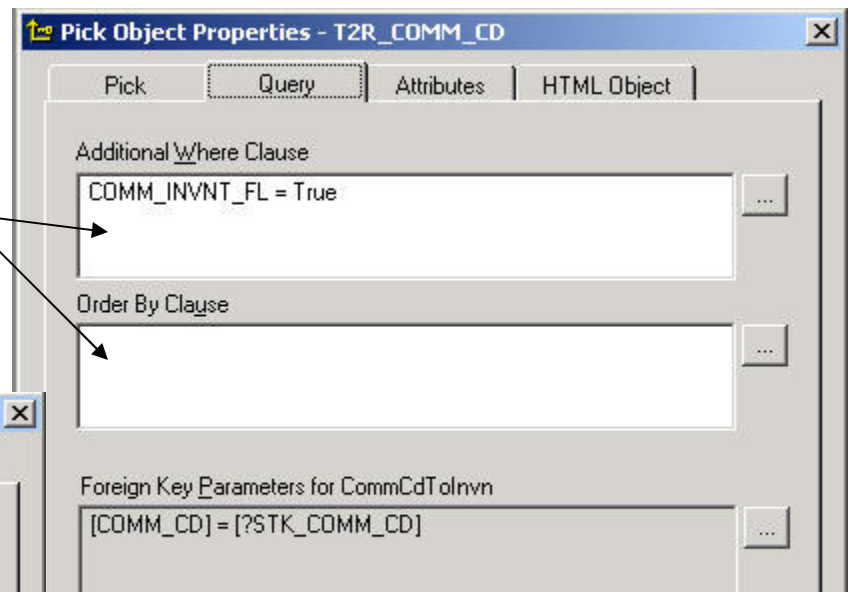 Pick Object Properties - T2R_COMM_CD
Pick Query Attributes HTML Object
Additional Where Clause
COMM_INVNT_FL = True
...
Order By Clause
...
Foreign Key Parameters for CommCdToInvn
[COMM_CD] = [?STK_COMM_CD]
...